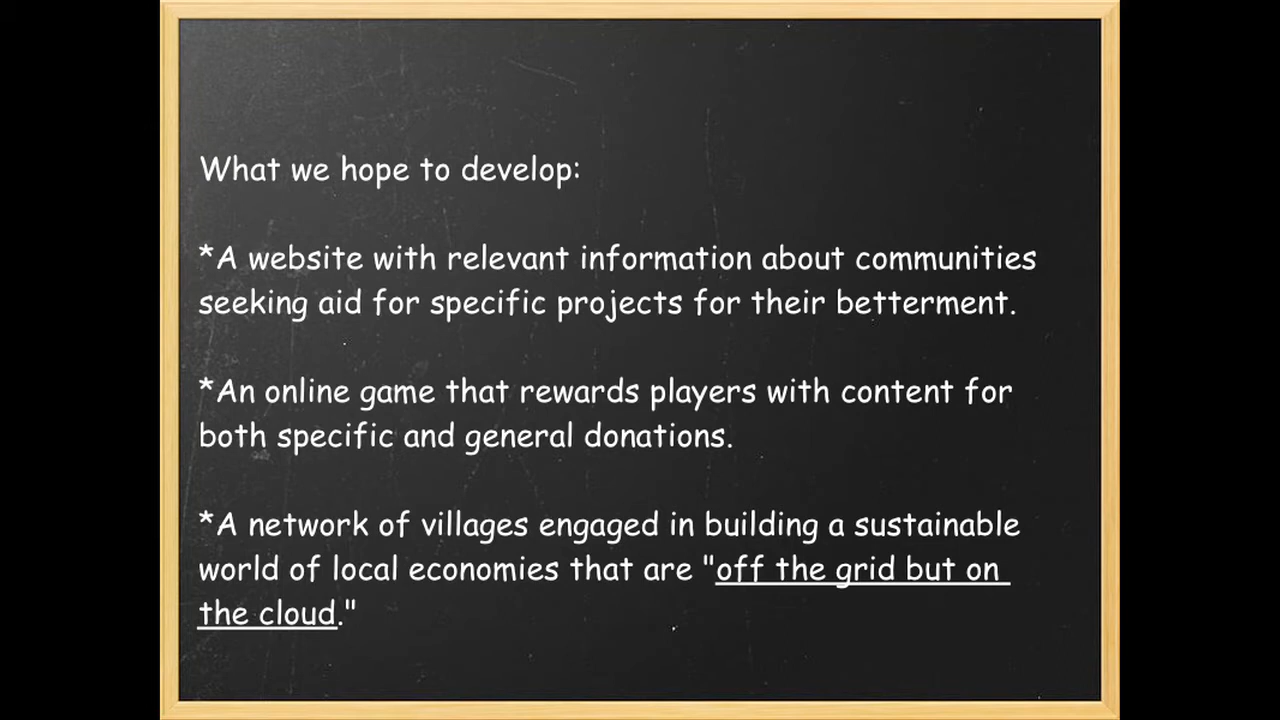 What we hope to develop:
*A website with relevant information about communities
seeking aid for specific projects for their betterment.
*An online game that rewards players with content for
both specific and general donations.
*A network of villages engaged in building a sustainable
world of local economies that are "off the grid but on
the cloud."